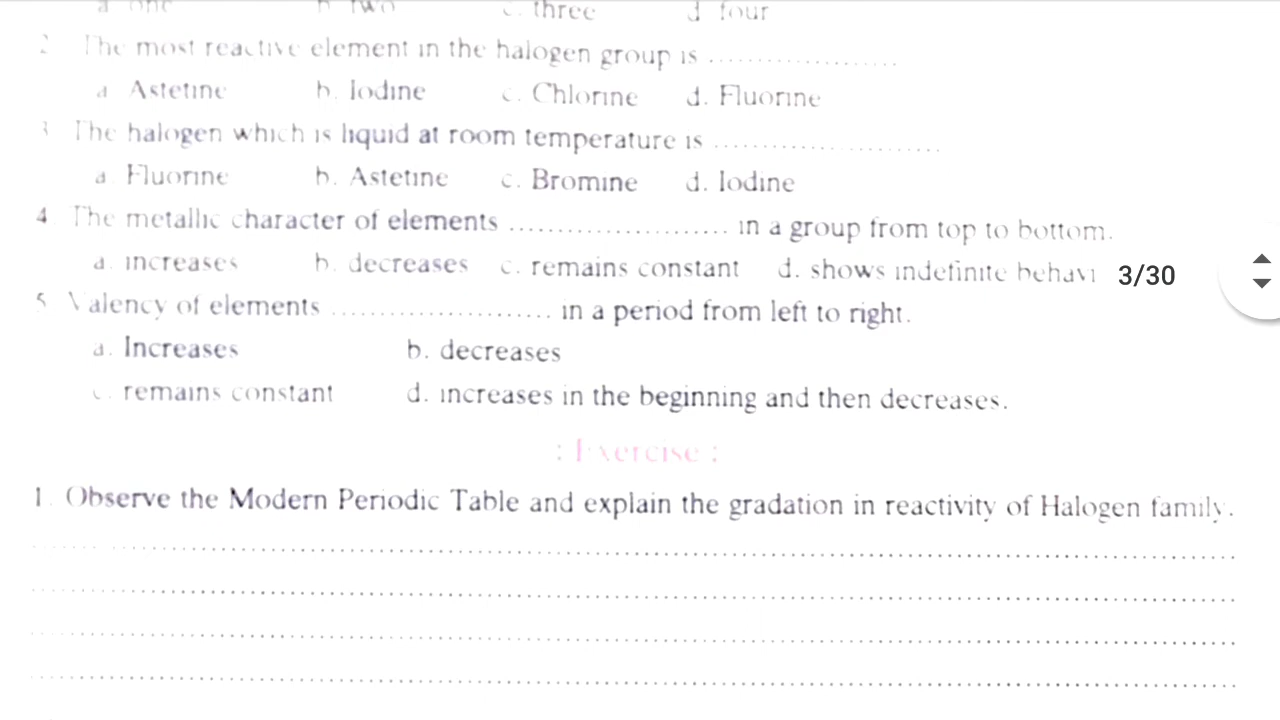 a one b two c. three d four
2 The most reactive element in the halogen group is ....................
a Astetine b. Iodine c. Chlorine d. Fluorine
3 The halogen which is liquid at room temperature is ........................
a. Fluorine b. Astetine c. Bromine d. Iodine
4 The metallic character of elements ....................... in a group from top to bottom.
a. increases b. decreases c. remains constant d. shows indefinite behavi 3/30
5 Valency of elements ....................... in a period from left to right.
a. Increases b. decreases
c. remains constant d. increases in the beginning and then decreases.
: Exercise :
1. Observe the Modern Periodic Table and explain the gradation in reactivity of Halogen family.